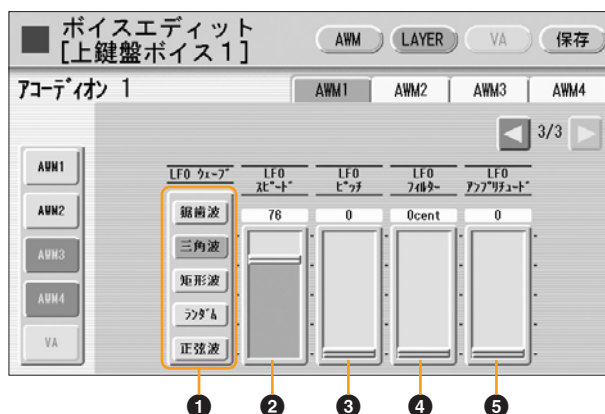 ボイスエディット
[上鍵盤ボイス1]
AWM
LAYER
VA
保存
アコーディオン 1
AWM1
AWM2
AWM3
AWM4
3/3
AWM1
AWM2
AWM3
AWM4
VA
LFO ウェーブ
LFO スピード
LFO ピッチ
LFO フィルター
LFO アンプリチュード
76
0
0cent
0
鋸歯波
三角波
矩形波
ランダム
正弦波
1
2
3
4
5